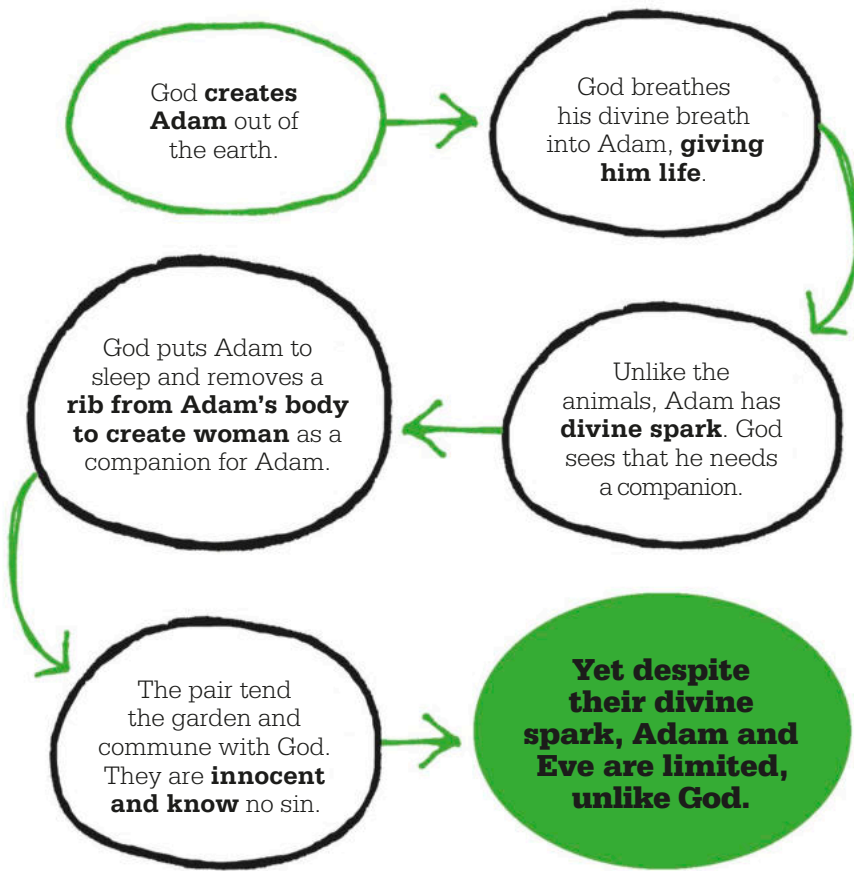 God creates
Adam out of
the earth.
God breathes
his divine breath
into Adam, giving
him life.
Unlike the
animals, Adam has
divine spark. God
sees that he needs
a companion.
God puts Adam to
sleep and removes a
rib from Adam’s body
to create woman as a
companion for Adam.
The pair tend
the garden and
commune with God.
They are innocent
and know no sin.
Yet despite
their divine
spark, Adam and
Eve are limited,
unlike God.